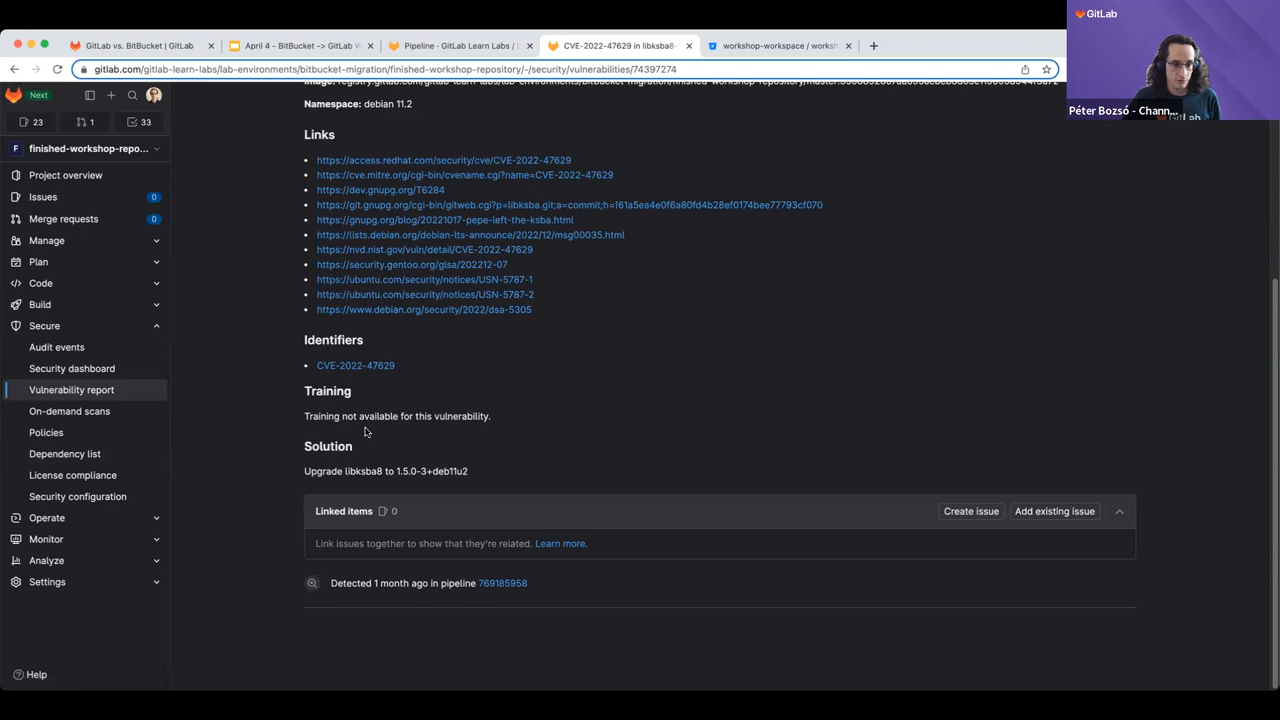 GitLab
GitLab vs. BitBucket | GitLab
April 4 - BitBucket -> GitLab W
Pipeline · GitLab Learn Labs /
CVE-2022-47629 in libksba8
workshop-workspace / works
gitlab.com/gitlab-learn-labs/lab-environments/bitbucket-migration/finished-workshop-repository/-/security/vulnerabilities/74397274
Péter Bozsó - Chann...
GitLab
Next
23
1
33
F
finished-workshop-repo...
Project overview
Issues
0
Merge requests
0
Manage
Plan
Code
Build
Secure
Audit events
Security dashboard
Vulnerability report
On-demand scans
Policies
Dependency list
License compliance
Security configuration
Operate
Monitor
Analyze
Settings
Help
Namespace: debian 11.2
Links
https://access.redhat.com/security/cve/CVE-2022-47629
https://cve.mitre.org/cgi-bin/cvename.cgi?name=CVE-2022-47629
https://dev.gnupg.org/T6284
https://git.gnupg.org/cgi-bin/gitweb.cgi?p=libksba.git;a=commit;h=f61a5ea4e0f6a80fd4b28ef0174bee77793cf070
https://gnupg.org/blog/20221017-pepe-left-the-ksba.html
https://lists.debian.org/debian-lts-announce/2022/12/msg00035.html
https://nvd.nist.gov/vuln/detail/CVE-2022-47629
https://security.gentoo.org/glsa/202212-07
https://ubuntu.com/security/notices/USN-5787-1
https://ubuntu.com/security/notices/USN-5787-2
https://www.debian.org/security/2022/dsa-5305
Identifiers
CVE-2022-47629
Training
Training not available for this vulnerability.
Solution
Upgrade libksba8 to 1.5.0-3+deb11u2
Linked items 0
Create issue
Add existing issue
Link issues together to show that they're related. Learn more.
Detected 1 month ago in pipeline 769185958